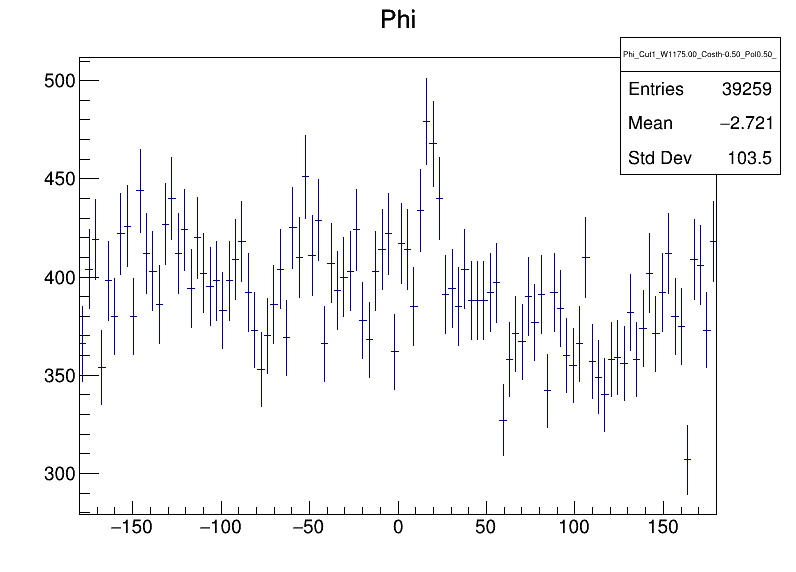 Phi
Phi_Cut1_W1175.00_Costh-0.50_Pol0.50_
Entries 39259
Mean −2.721
Std Dev 103.5
500
450
400
350
300
−150 −100 −50 0 50 100 150